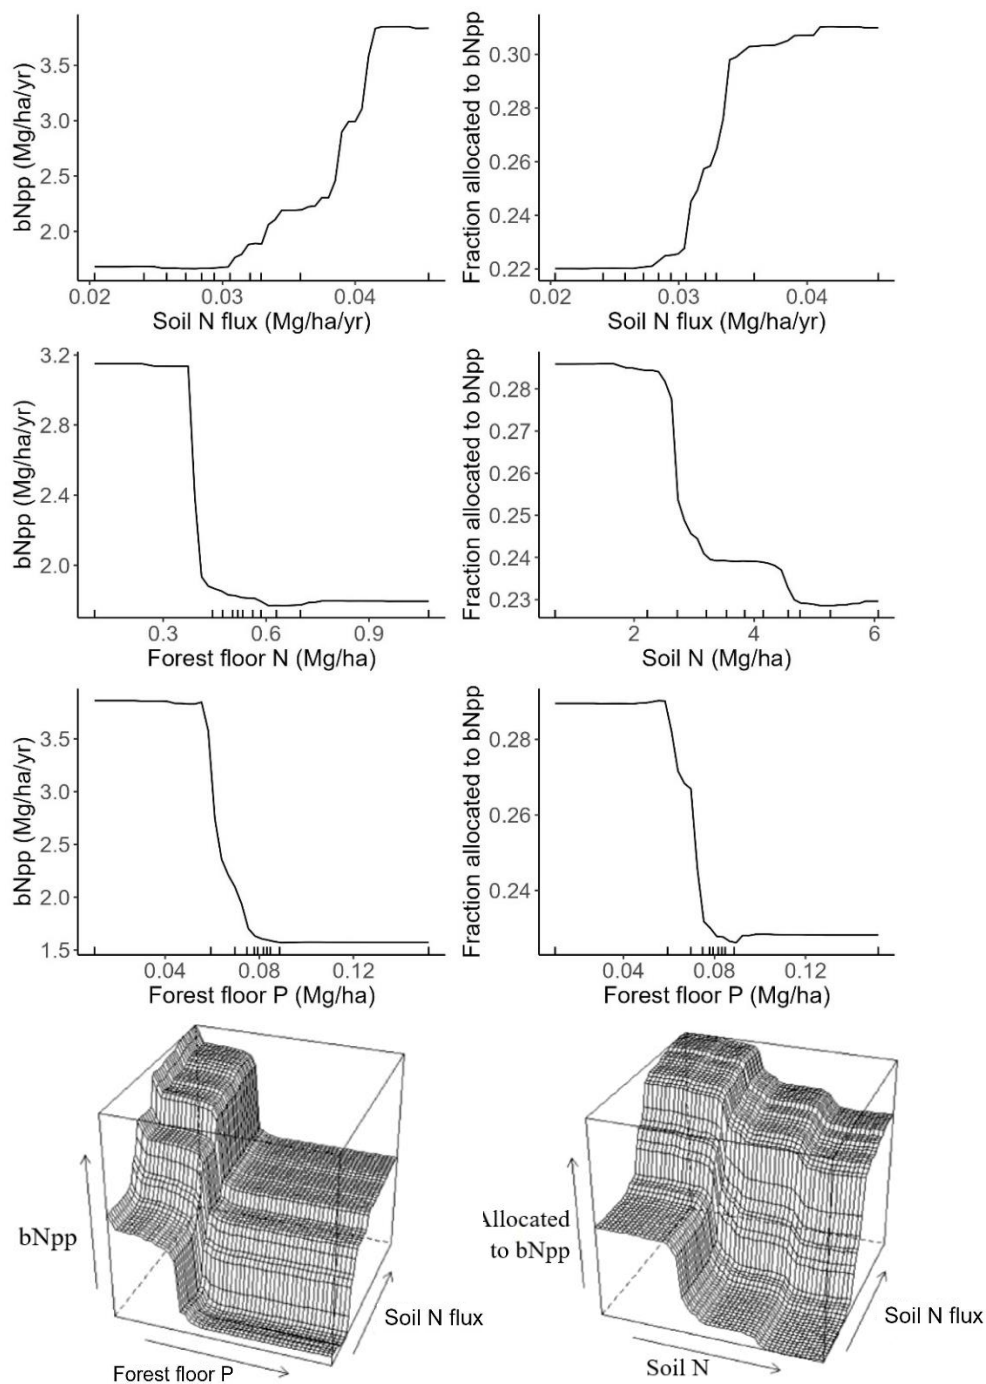 bNpp (Mg/ha/yr)
3.5
3.0
2.5
2.0
0.02 0.03 0.04
Soil N flux (Mg/ha/yr)
Fraction allocated to bNpp
0.30
0.28
0.26
0.24
0.22
0.02 0.03 0.04
Soil N flux (Mg/ha/yr)
bNpp (Mg/ha/yr)
3.2
2.8
2.4
2.0
0.3 0.6 0.9
Forest floor N (Mg/ha)
Fraction allocated to bNpp
0.28
0.27
0.26
0.25
0.24
0.23
2 4 6
Soil N (Mg/ha)
bNpp (Mg/ha/yr)
3.5
3.0
2.5
2.0
1.5
0.04 0.08 0.12
Forest floor P (Mg/ha)
Fraction allocated to bNpp
0.28
0.26
0.24
0.04 0.08 0.12
Forest floor P (Mg/ha)
bNpp
Forest floor P
Soil N flux
Allocated
to bNpp
Soil N
Soil N flux